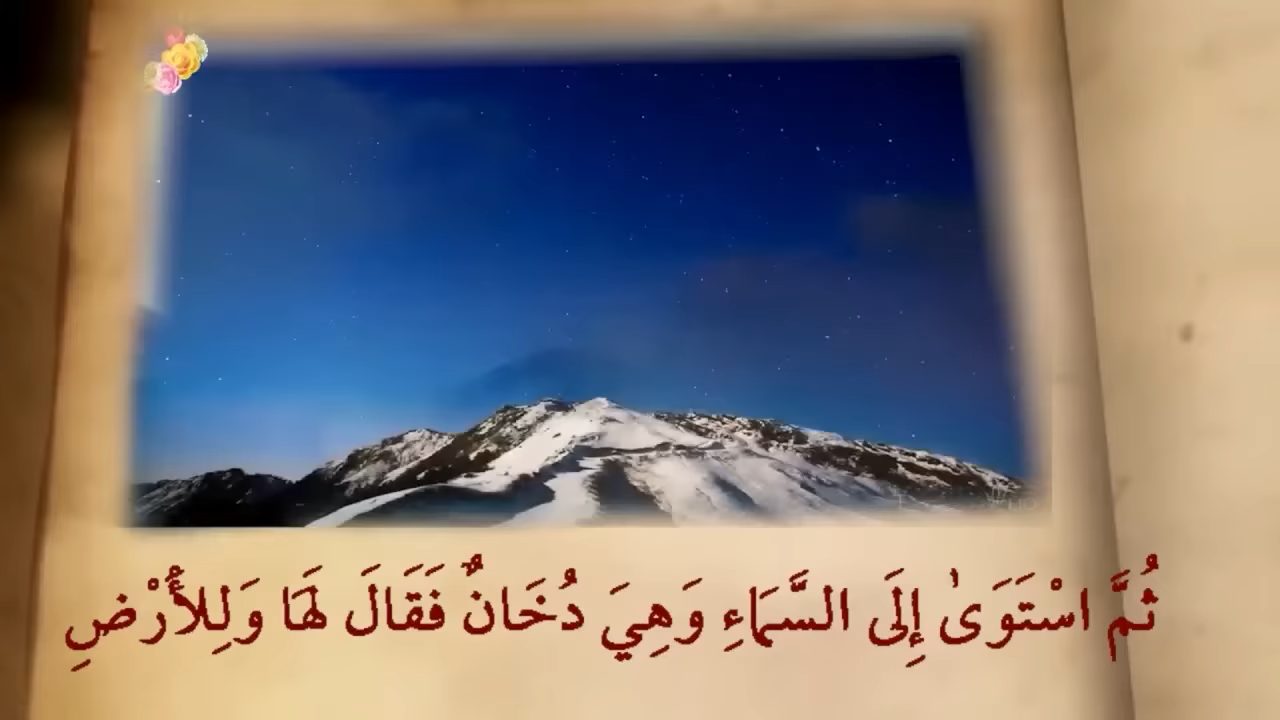 ثُمَّ اسْتَوَىٰ إِلَى السَّمَاءِ وَهِيَ دُخَانٌ فَقَالَ لَهَا وَلِلْأَرْضِ